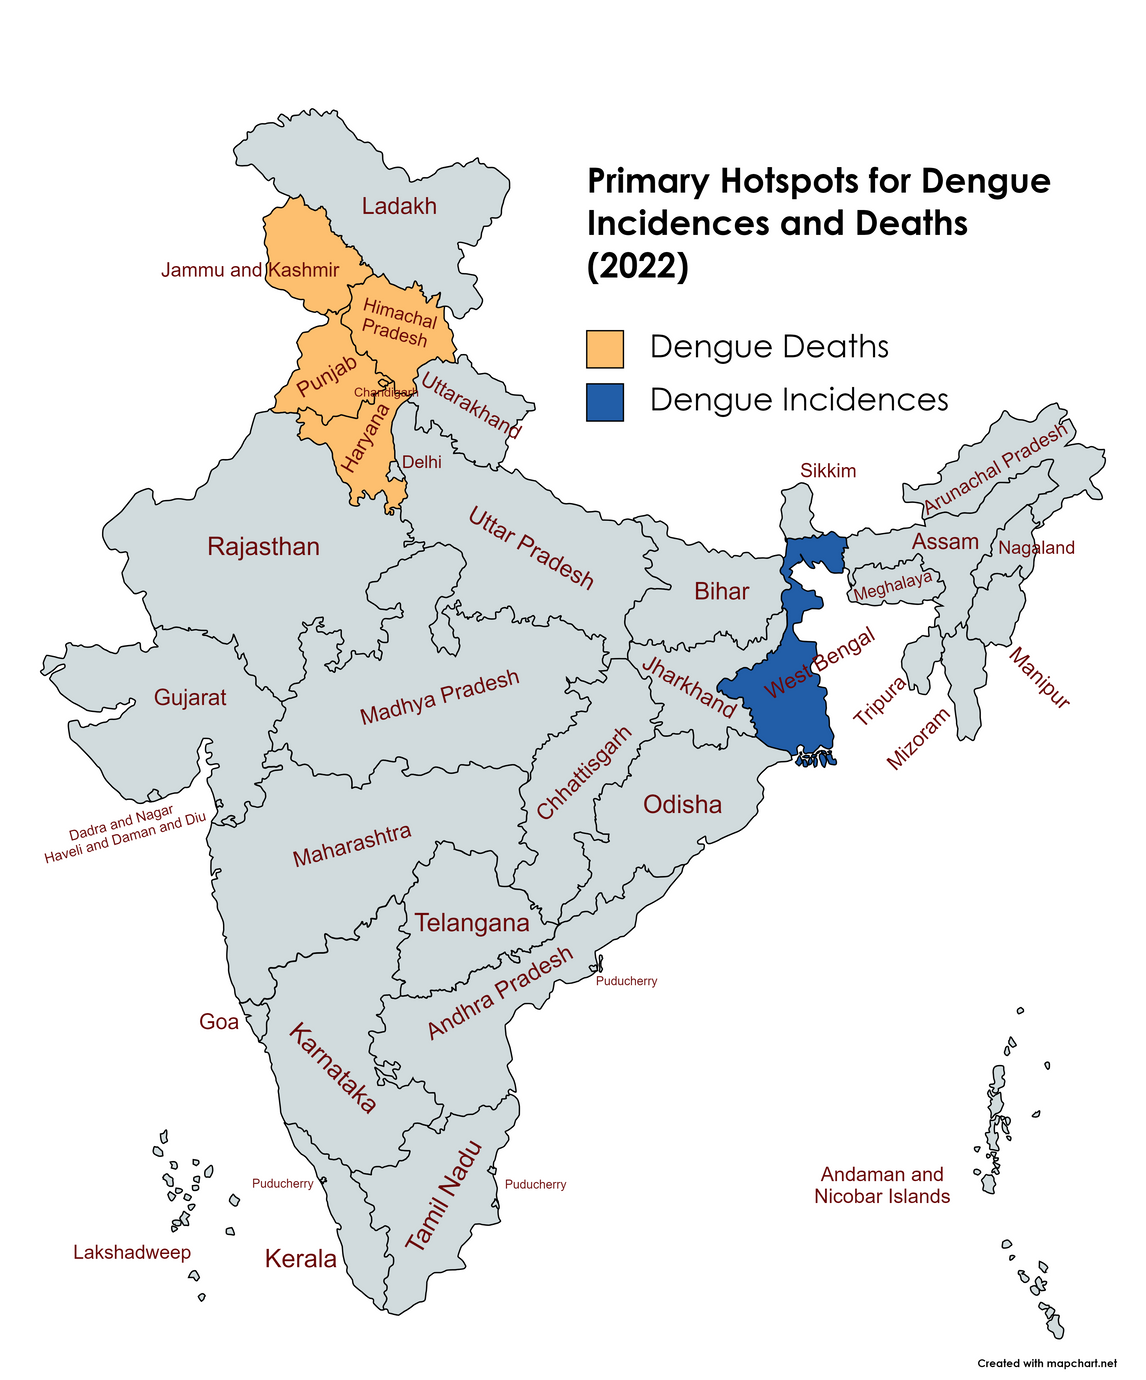 Primary Hotspots for Dengue
Incidences and Deaths
(2022)
Dengue Deaths
Dengue Incidences
Ladakh
Jammu and Kashmir
Himachal
Pradesh
Punjab
Chandigarh
Uttarakhand
Haryana
Delhi
Sikkim
Arunachal Pradesh
Rajasthan
Uttar Pradesh
Assam
Nagaland
Bihar
Meghalaya
West Bengal
Jharkhand
Manipur
Tripura
Mizoram
Gujarat
Madhya Pradesh
Chhattisgarh
Odisha
Dadra and Nagar
Haveli and Daman and Diu
Maharashtra
Telangana
Andhra Pradesh
Puducherry
Goa
Karnataka
Puducherry
Tamil Nadu
Puducherry
Andaman and
Nicobar Islands
Lakshadweep
Kerala
Created with mapchart.net